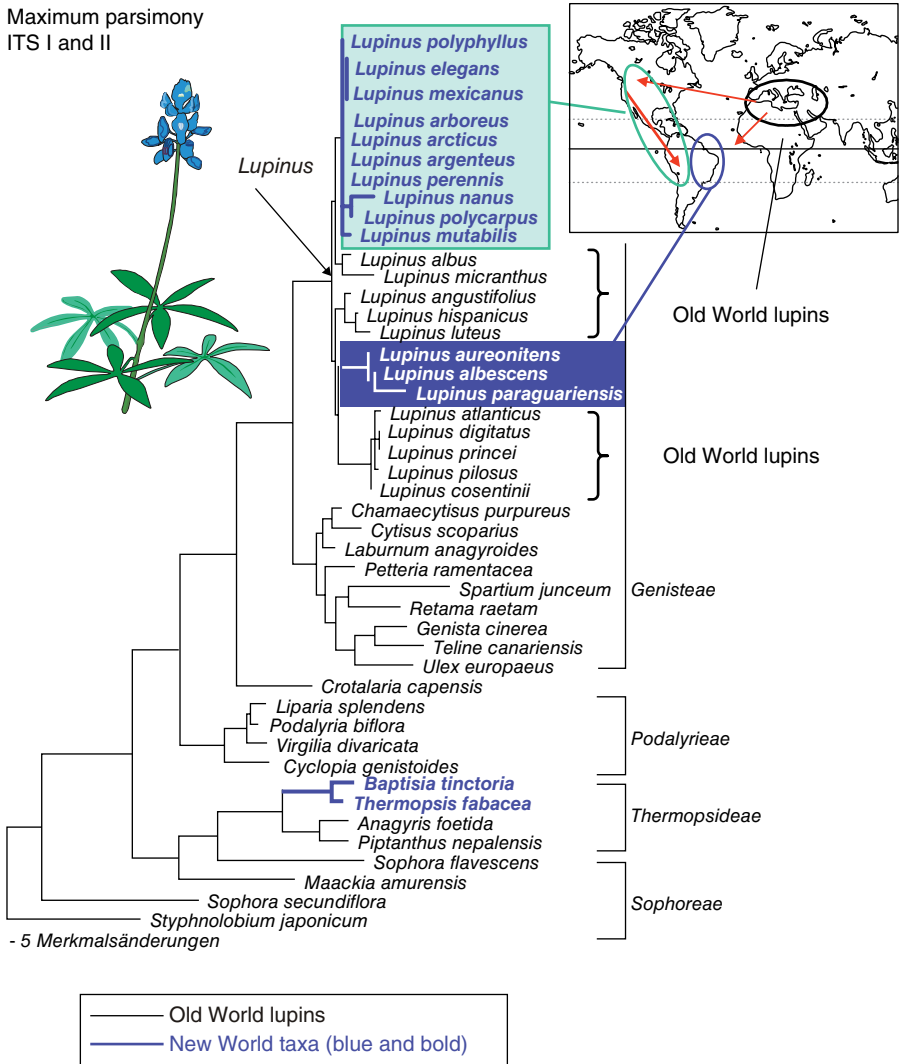 Maximum parsimony
ITS I and II
Lupinus polyphyllus
Lupinus elegans
Lupinus mexicanus
Lupinus arboreus
Lupinus arcticus
Lupinus argenteus
Lupinus perennis
Lupinus nanus
Lupinus polycarpus
Lupinus mutabilis
Lupinus
Lupinus albus
Lupinus micranthus
Lupinus angustifolius
Lupinus hispanicus
Lupinus luteus
Old World lupins
Lupinus aureonitens
Lupinus albescens
Lupinus paraguariensis
Lupinus atlanticus
Lupinus digitatus
Lupinus princei
Lupinus pilosus
Lupinus cosentinii
Old World lupins
Chamaecytisus purpureus
Cytisus scoparius
Laburnum anagyroides
Petteria ramentacea
Spartium junceum
Retama raetam
Genista cinerea
Teline canariensis
Ulex europaeus
Genisteae
Crotalaria capensis
Liparia splendens
Podalyria biflora
Virgilia divaricata
Cyclopia genistoides
Podalyrieae
Baptisia tinctoria
Thermopsis fabacea
Anagyris foetida
Piptanthus nepalensis
Thermopsideae
Sophora flavescens
Maackia amurensis
Sophora secundiflora
Styphnolobium japonicum
Sophoreae
- 5 Merkmalsänderungen
Old World lupins
New World taxa (blue and bold)